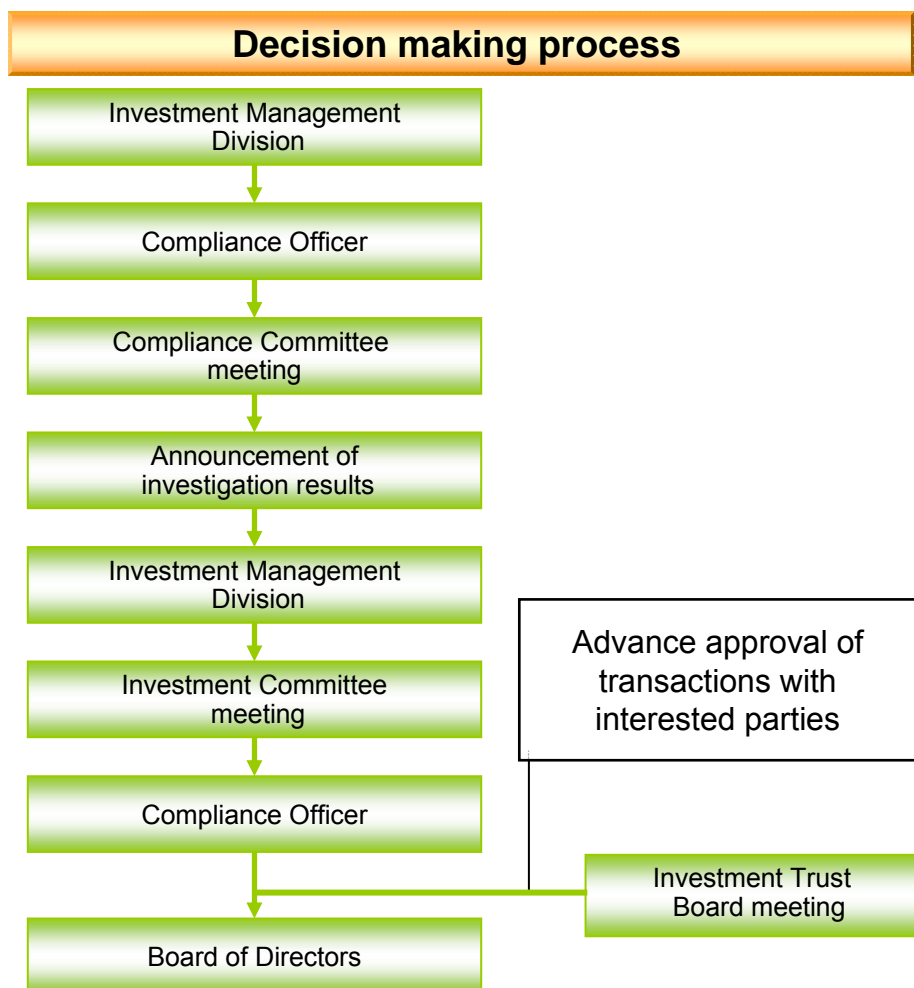 Decision making process
Investment Management
Division
Compliance Officer
Compliance Committee
meeting
Announcement of
investigation results
Investment Management
Division
Investment Committee
meeting
Compliance Officer
Advance approval of
transactions with
interested parties
Investment Trust
Board meeting
Board of Directors